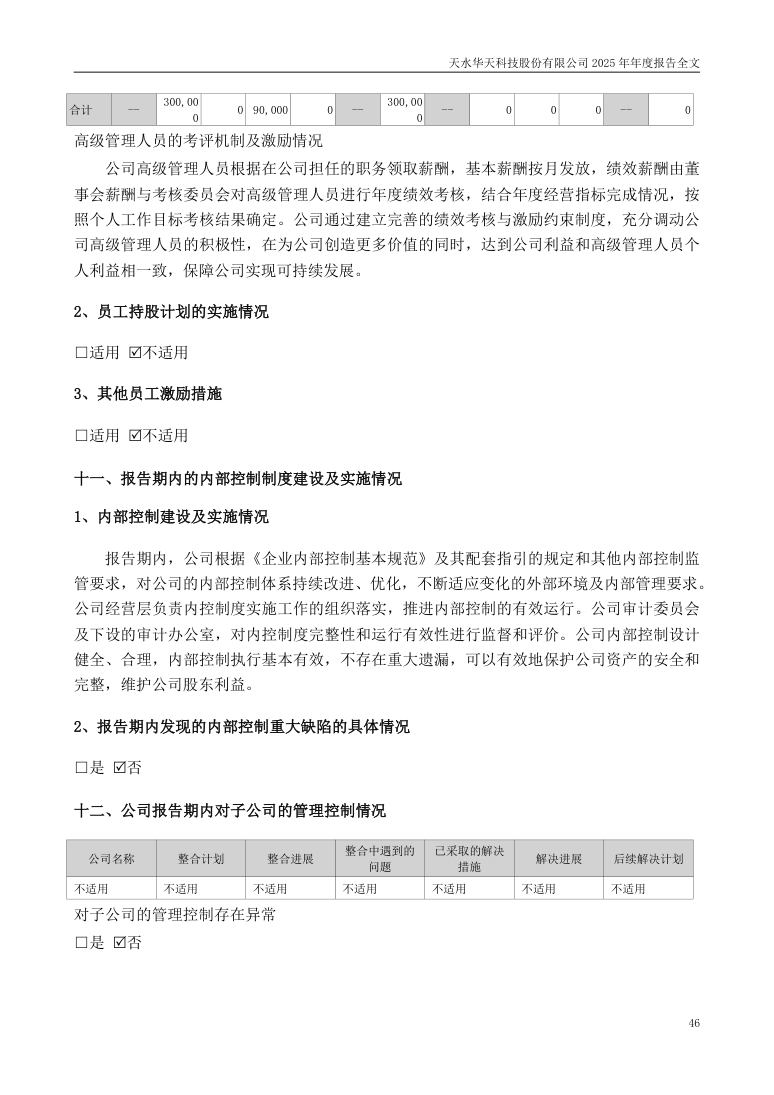 天水华天科技股份有限公司 2025 年年度报告全文
合计 -- 300,000 0 90,000 0 -- 300,000 -- 0 0 0 -- 0
高级管理人员的考评机制及激励情况
公司高级管理人员根据在公司担任的职务领取薪酬，基本薪酬按月发放，绩效薪酬由董
事会薪酬与考核委员会对高级管理人员进行年度绩效考核，结合年度经营指标完成情况，按
照个人工作目标考核结果确定。公司通过建立完善的绩效考核与激励约束制度，充分调动公
司高级管理人员的积极性，在为公司创造更多价值的同时，达到公司利益和高级管理人员个
人利益相一致，保障公司实现可持续发展。
2、员工持股计划的实施情况
□适用 ☑不适用
3、其他员工激励措施
□适用 ☑不适用
十一、报告期内的内部控制制度建设及实施情况
1、内部控制建设及实施情况
报告期内，公司根据《企业内部控制基本规范》及其配套指引的规定和其他内部控制监
管要求，对公司的内部控制体系持续改进、优化，不断适应变化的外部环境及内部管理要求。
公司经营层负责内控制度实施工作的组织落实，推进内部控制的有效运行。公司审计委员会
及下设的审计办公室，对内控制度完整性和运行有效性进行监督和评价。公司内部控制设计
健全、合理，内部控制执行基本有效，不存在重大遗漏，可以有效地保护公司资产的安全和
完整，维护公司股东利益。
2、报告期内发现的内部控制重大缺陷的具体情况
□是 ☑否
十二、公司报告期内对子公司的管理控制情况
公司名称 整合计划 整合进展 整合中遇到的问题 已采取的解决措施 解决进展 后续解决计划
不适用 不适用 不适用 不适用 不适用 不适用 不适用
对子公司的管理控制存在异常
□是 ☑否
46